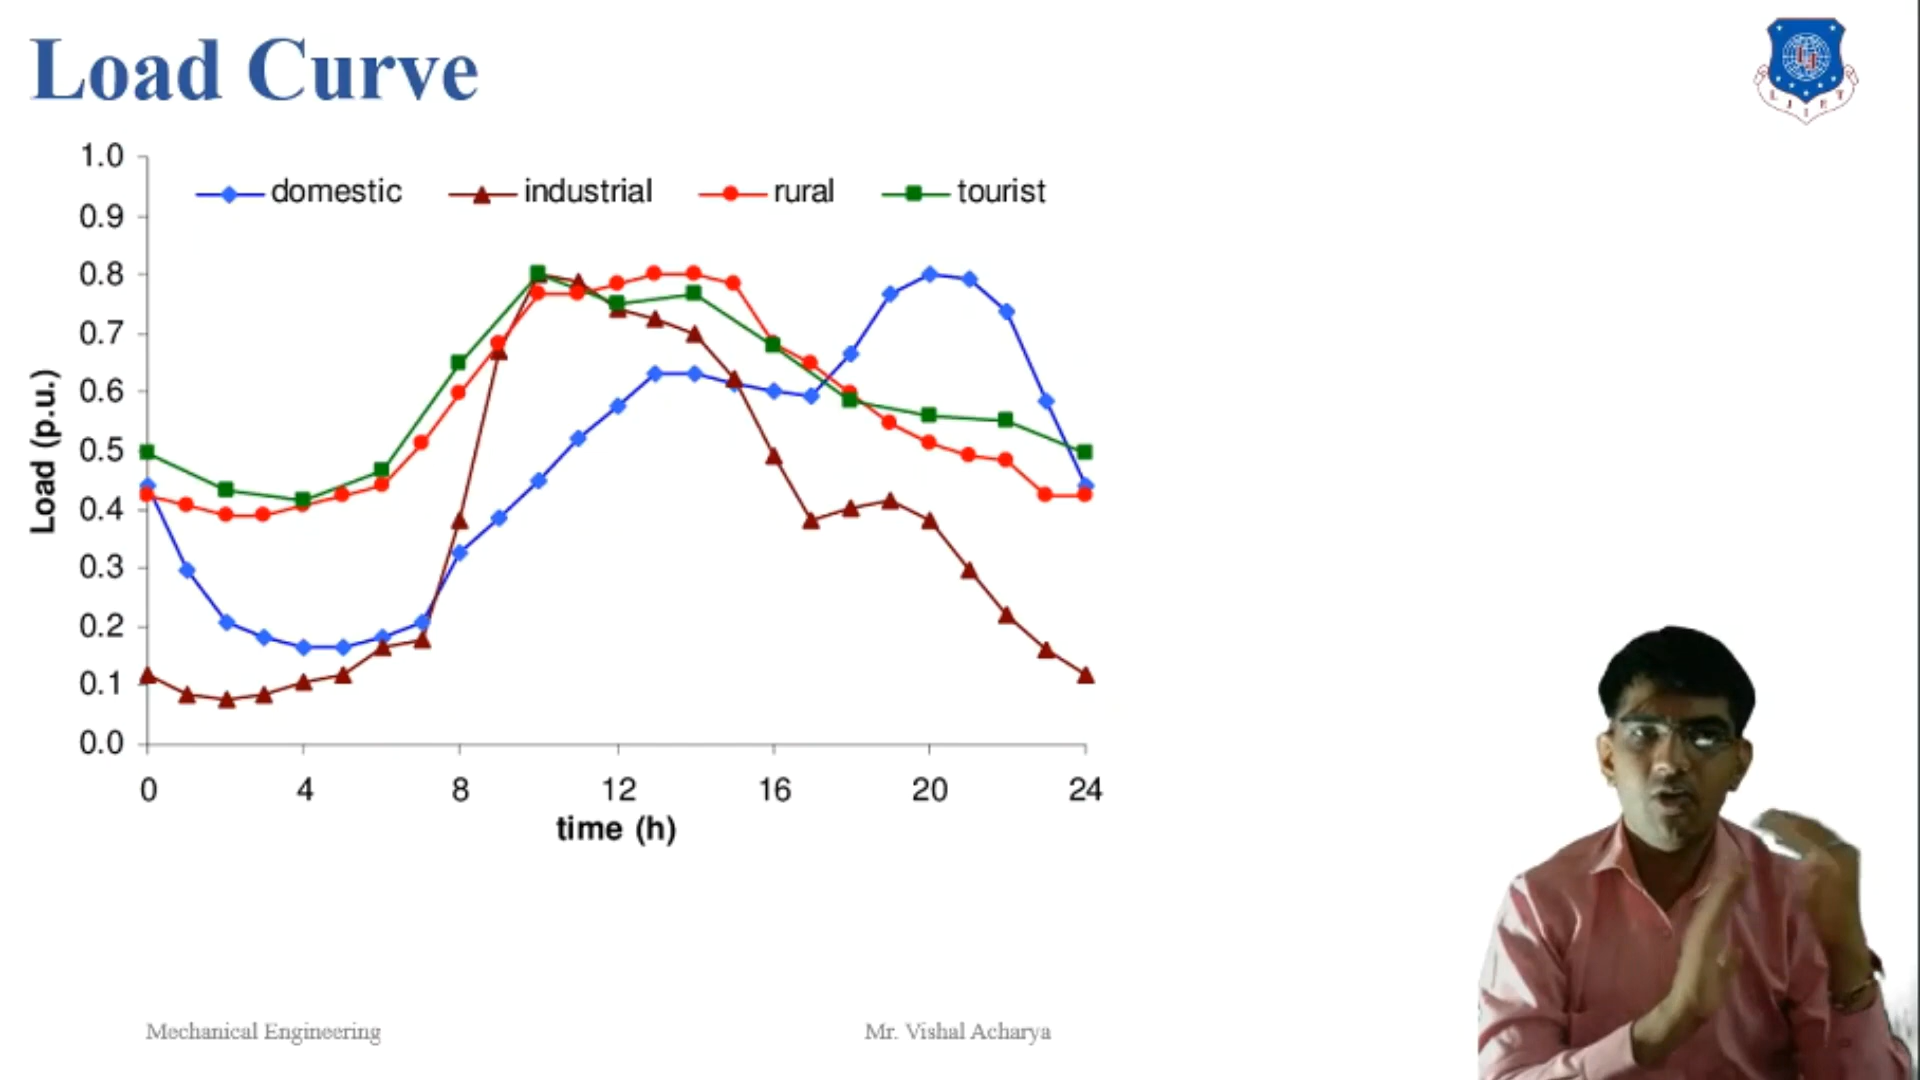 Load Curve
L J I E T
1.0
domestic industrial rural tourist
0.9
0.8
0.7
0.6
0.5
0.4
0.3
0.2
0.1
0.0
Load (p.u.)
0 4 8 12 16 20 24
time (h)
Mechanical Engineering Mr. Vishal Acharya